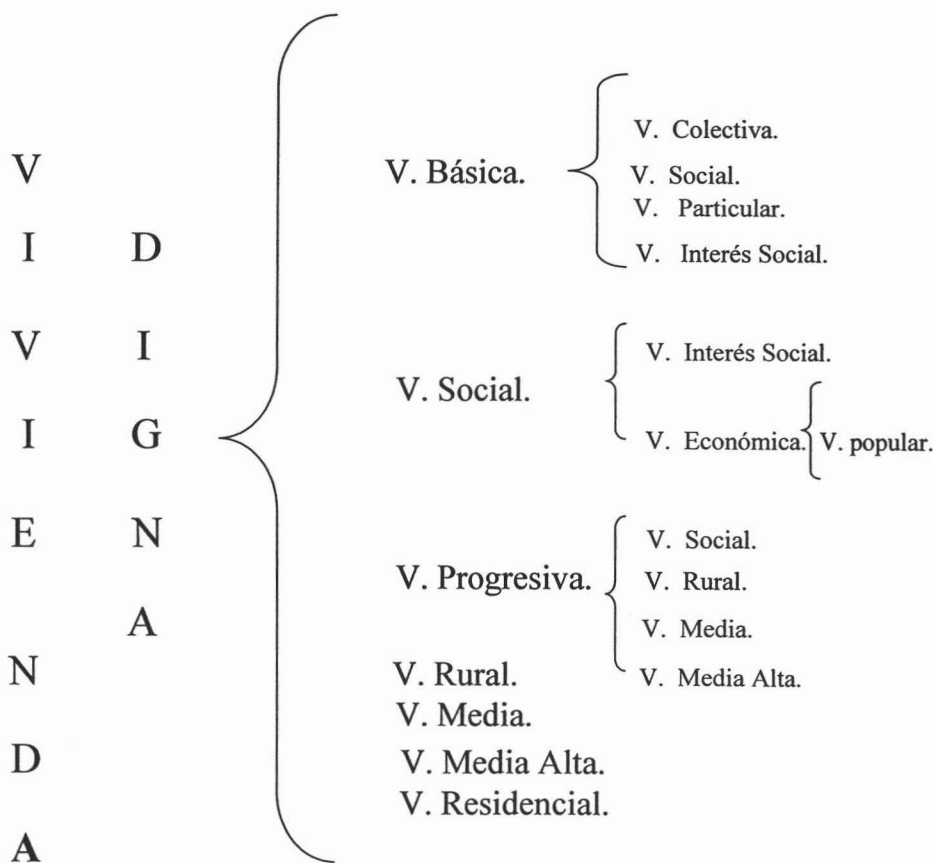 VIVIENDA
DIGNA
V. Básica.
V. Colectiva.
V. Social.
V. Particular.
V. Interés Social.
V. Social.
V. Interés Social.
V. Económica.
V. popular.
V. Progresiva.
V. Social.
V. Rural.
V. Media.
V. Media Alta.
V. Rural.
V. Media.
V. Media Alta.
V. Residencial.